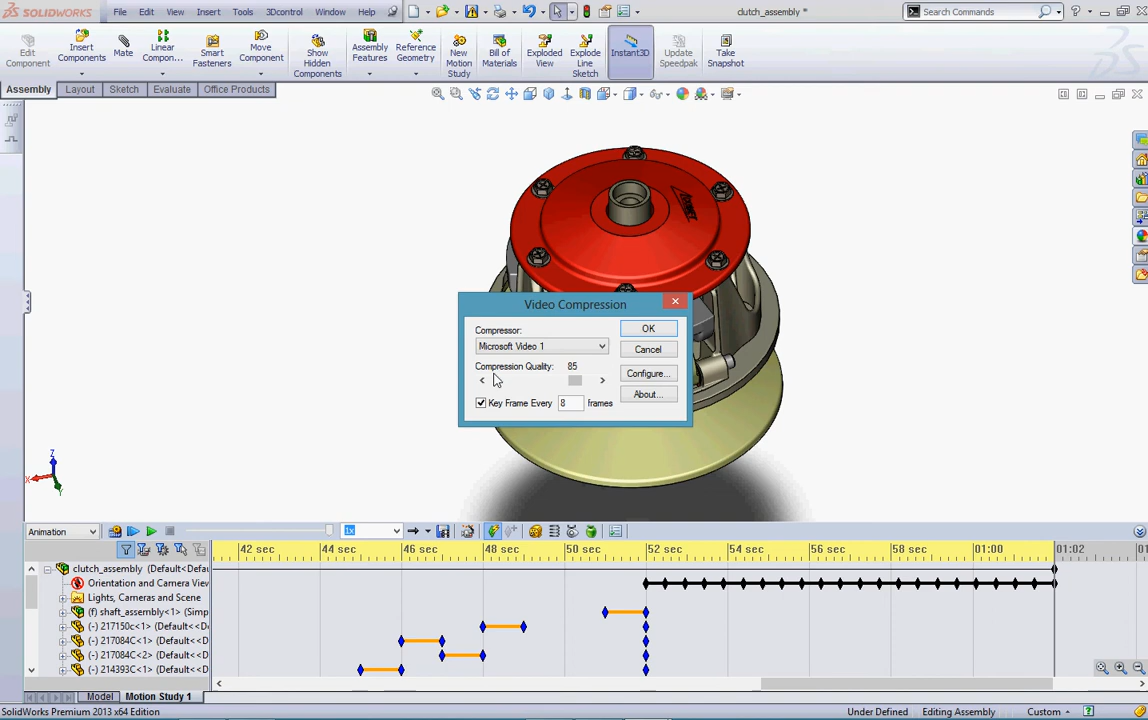 SOLIDWORKS File Edit View Insert Tools 3Dcontrol Window Help clutch_assembly * Search Commands
Edit Component
Insert Components
Mate
Linear Compon...
Smart Fasteners
Move Component
Show Hidden Components
Assembly Features
Reference Geometry
New Motion Study
Bill of Materials
Exploded View
Explode Line Sketch
Instant3D
Update Speedpak
Take Snapshot
Assembly Layout Sketch Evaluate Office Products
Video Compression
Compressor:
Microsoft Video 1
OK
Cancel
Compression Quality: 85
Configure...
About...
Key Frame Every 8 frames
Z
X
Y
Animation 1x
42 sec 44 sec 46 sec 48 sec 50 sec 52 sec 54 sec 56 sec 58 sec 01:00 01:02
clutch_assembly (Default<Defau
Orientation and Camera View
Lights, Cameras and Scene
(f) shaft_assembly<1> (Simp
(-) 217150c<1> (Default<<D
(-) 217084C<1> (Default<<D
(-) 217084C<2> (Default<<D
(-) 214393C<1> (Default<<D
Model Motion Study 1
SolidWorks Premium 2013 x64 Edition Under Defined Editing Assembly Custom